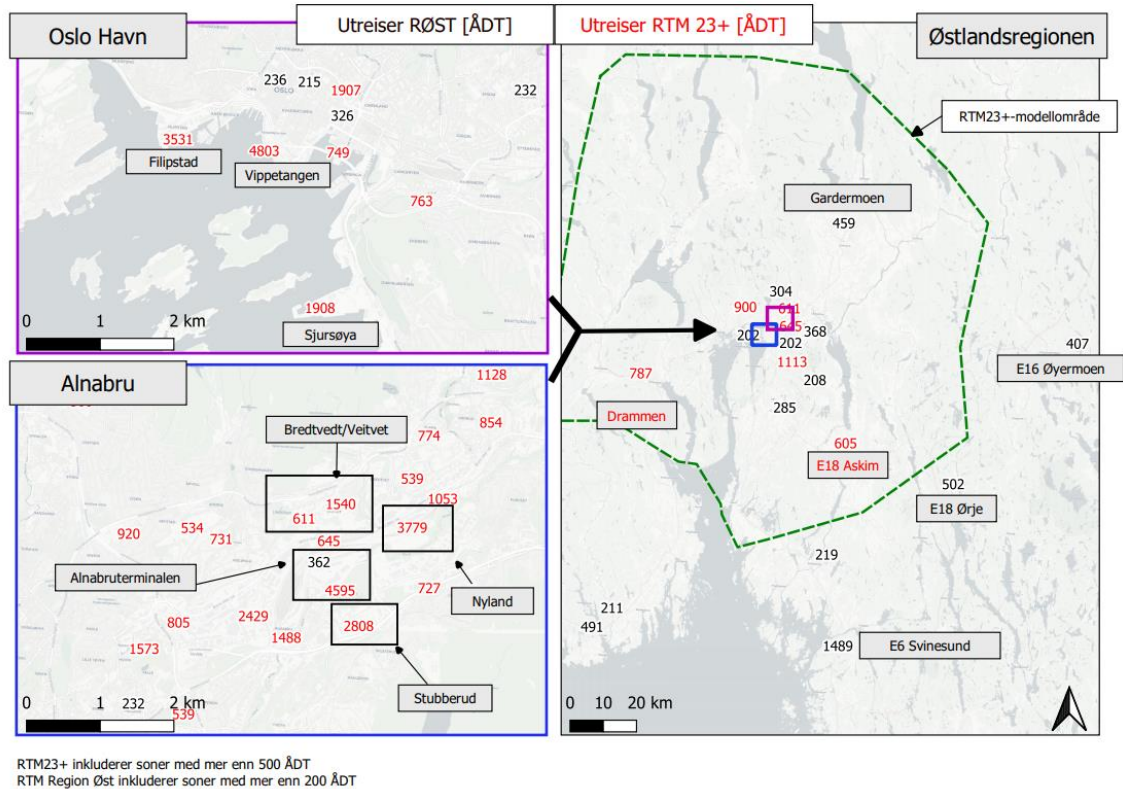 Utreiser RØST [ÅDT]
Utreiser RTM 23+ [ÅDT]
Oslo Havn
236
215
1907
OSLO
232
326
3531
4803
749
Filipstad
Vippetangen
763
1908
Sjursøya
0 1 2 km
Alnabru
1128
854
774
Bredtvedt/Veitvet
539
1540
1053
611
3779
920
534
731
645
362
Alnabruterminalen
4595
727
Nyland
805
2429
1488
2808
1573
Stubberud
232
539
0 1 2 km
Østlandsregionen
RTM23+-modellområde
Gardermoen
459
304
900
611
645
368
202
202
407
1113
E16 Øyermoen
787
208
285
Drammen
605
E18 Askim
502
E18 Ørje
219
211
491
1489
E6 Svinesund
0 10 20 km
RTM23+ inkluderer soner med mer enn 500 ÅDT
RTM Region Øst inkluderer soner med mer enn 200 ÅDT